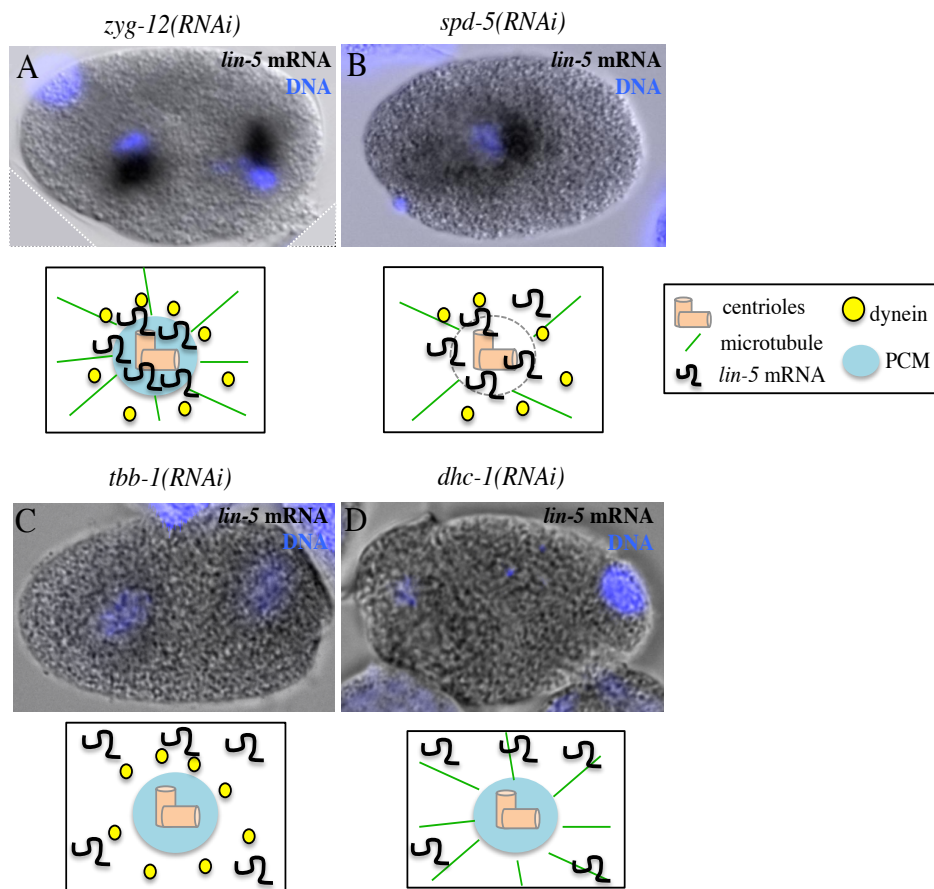 zyg-12(RNAi)
spd-5(RNAi)
A
lin-5 mRNA
DNA
B
lin-5 mRNA
DNA
centrioles
dynein
microtubule
lin-5 mRNA
PCM
tbb-1(RNAi)
dhc-1(RNAi)
C
lin-5 mRNA
DNA
D
lin-5 mRNA
DNA